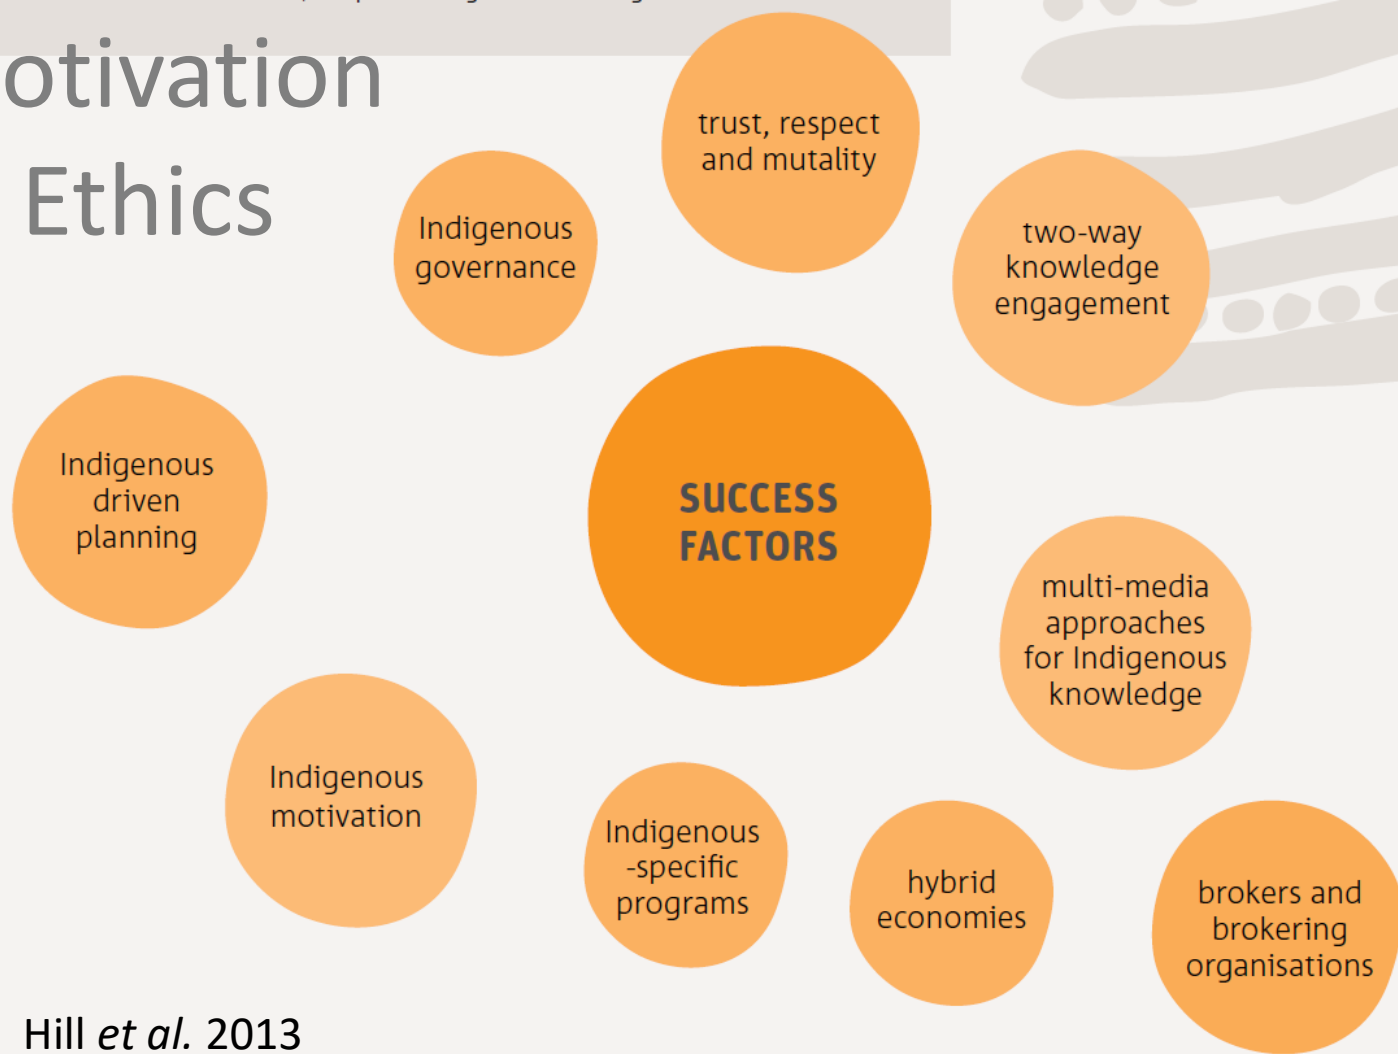 otivation
Ethics
trust, respect
and mutality
Indigenous
governance
two-way
knowledge
engagement
Indigenous
driven
planning
SUCCESS
FACTORS
multi-media
approaches
for Indigenous
knowledge
Indigenous
motivation
Indigenous
-specific
programs
hybrid
economies
brokers and
brokering
organisations
Hill et al. 2013